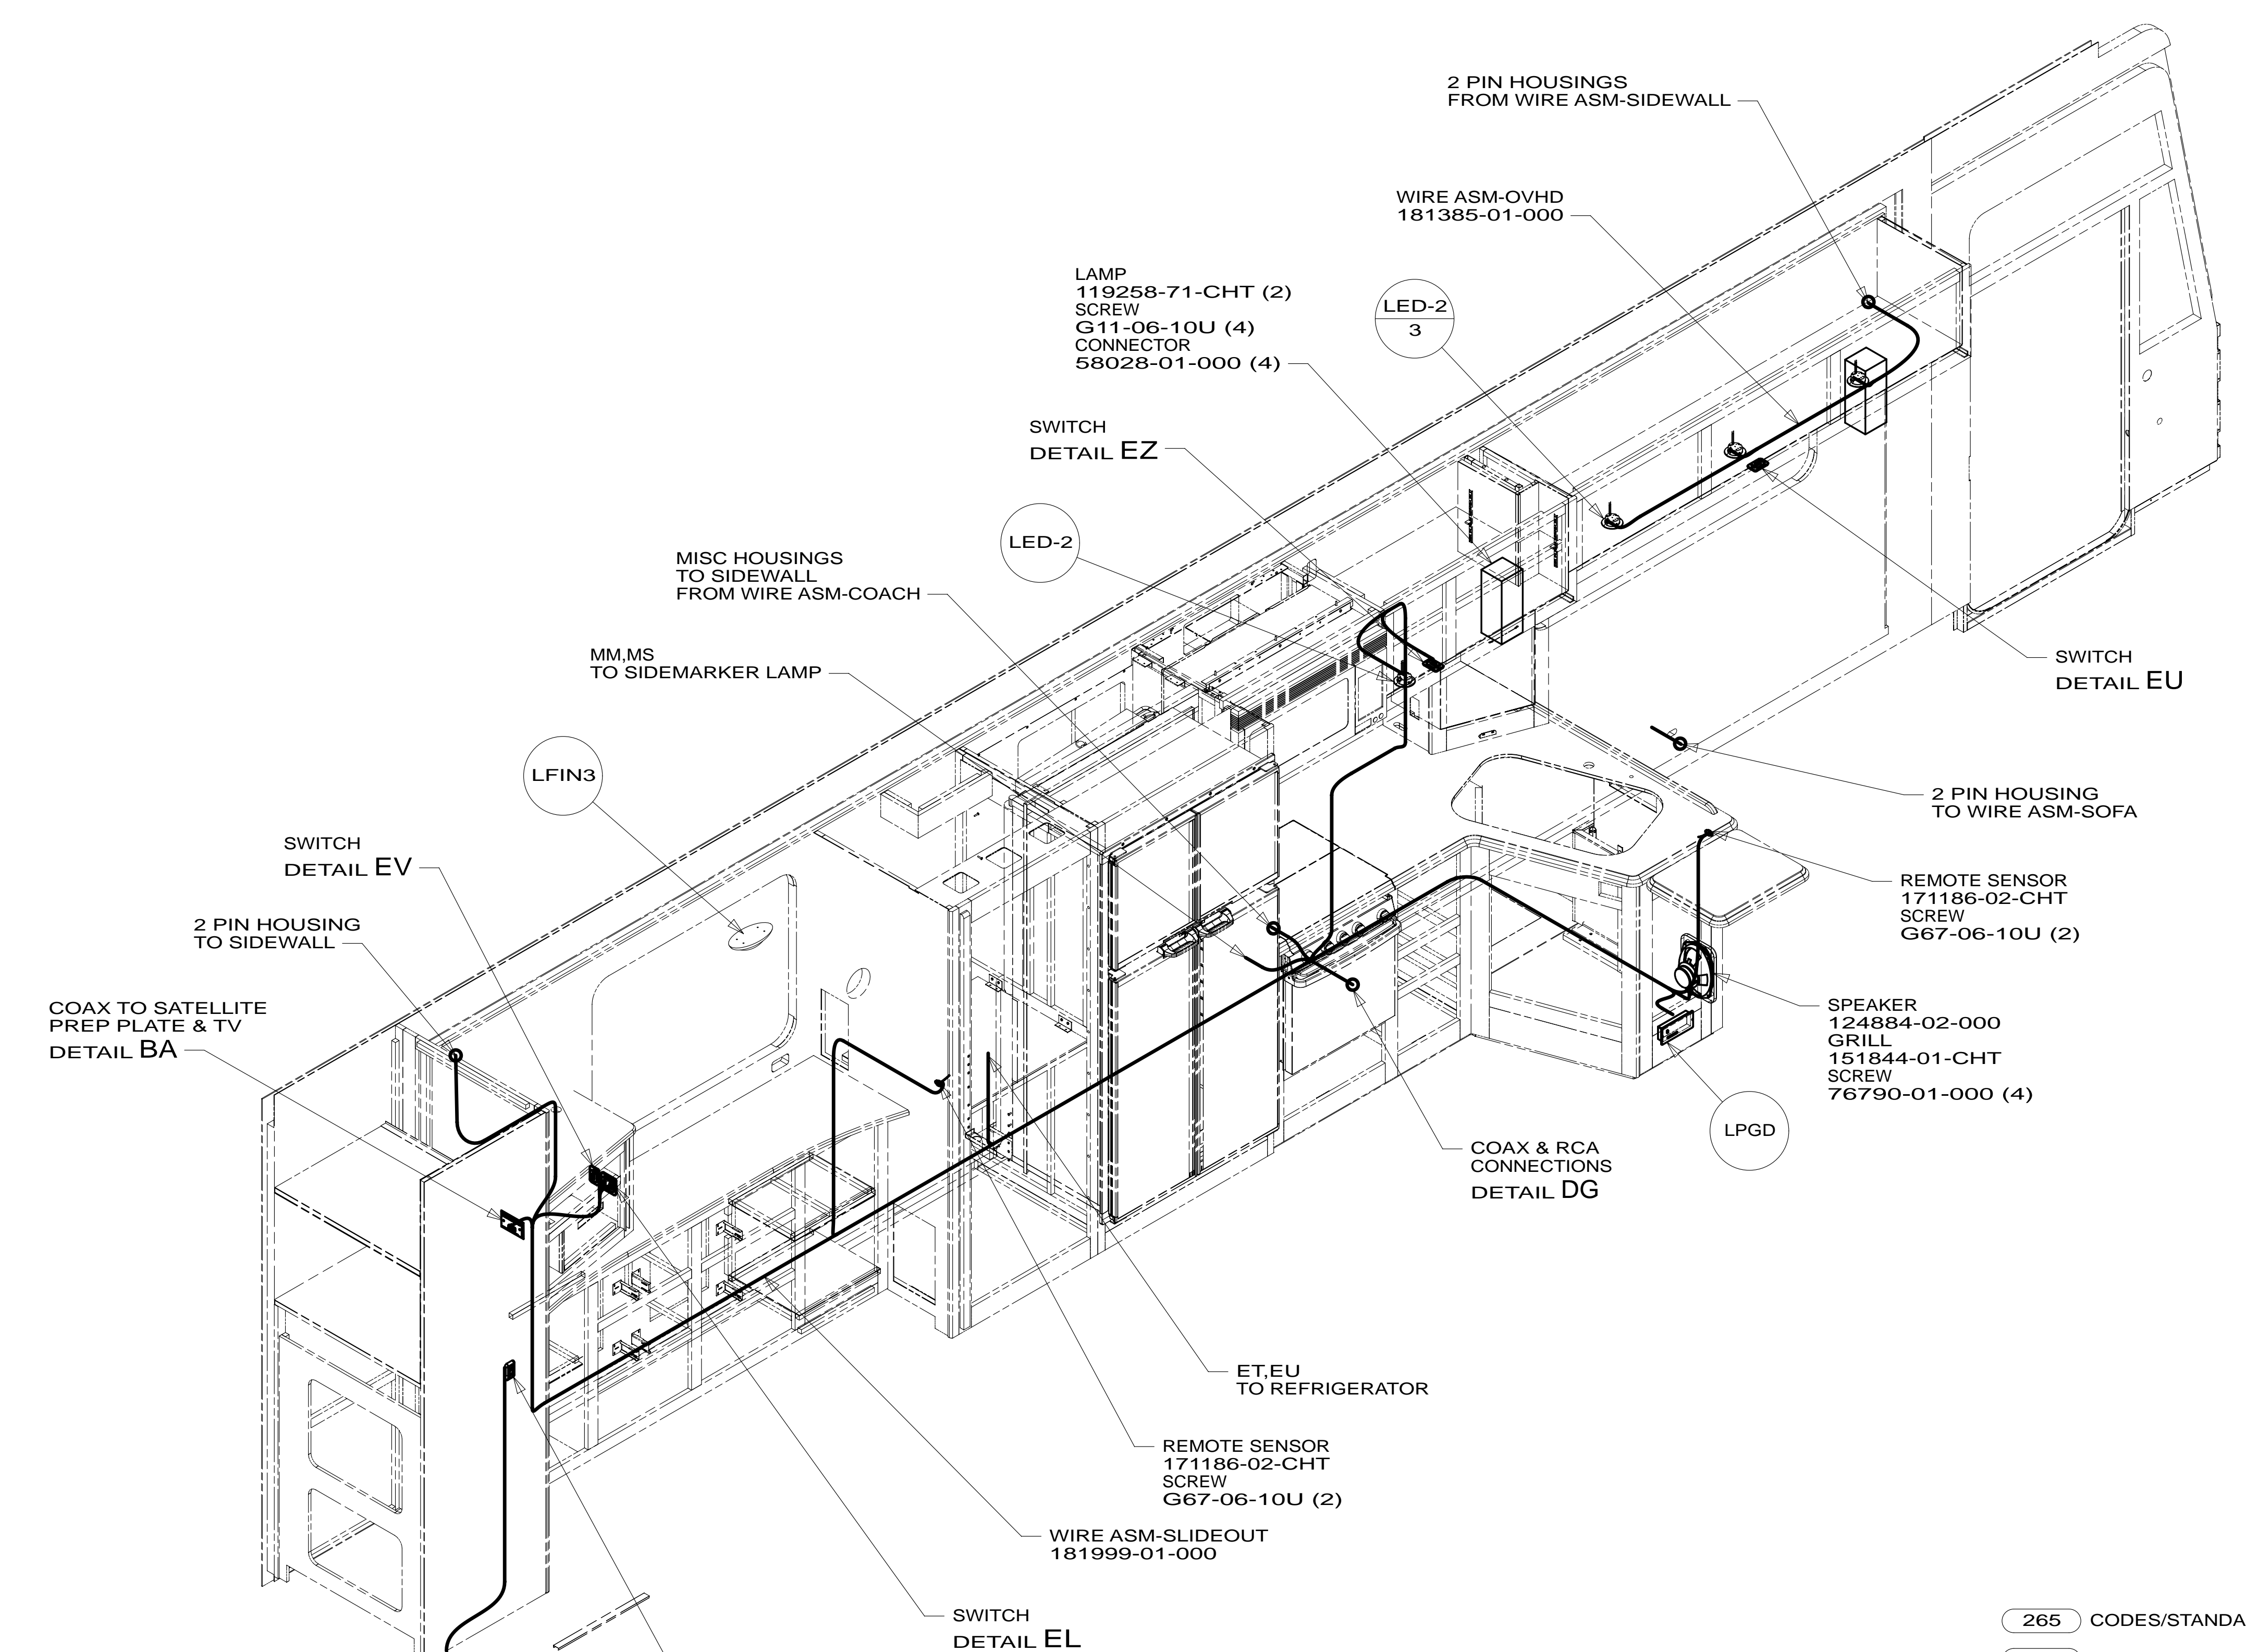 2 PIN HOUSINGS
FROM WIRE ASM-SIDEWALL
WIRE ASM-OVHD
181385-01-000
LAMP
119258-71-CHT (2)
SCREW
G11-06-10U (4)
CONNECTOR
58028-01-000 (4)
LED-2
3
SWITCH
DETAIL EZ
LED-2
MISC HOUSINGS
TO SIDEWALL
FROM WIRE ASM-COACH
MM,MS
TO SIDEMARKER LAMP
SWITCH
DETAIL EU
LFIN3
2 PIN HOUSING
TO WIRE ASM-SOFA
SWITCH
DETAIL EV
REMOTE SENSOR
171186-02-CHT
SCREW
G67-06-10U (2)
2 PIN HOUSING
TO SIDEWALL
COAX TO SATELLITE
PREP PLATE & TV
DETAIL BA
SPEAKER
124884-02-000
GRILL
151844-01-CHT
SCREW
76790-01-000 (4)
LPGD
COAX & RCA
CONNECTIONS
DETAIL DG
ET,EU
TO REFRIGERATOR
REMOTE SENSOR
171186-02-CHT
SCREW
G67-06-10U (2)
WIRE ASM-SLIDEOUT
181999-01-000
SWITCH
DETAIL EL
265 CODES/STANDA